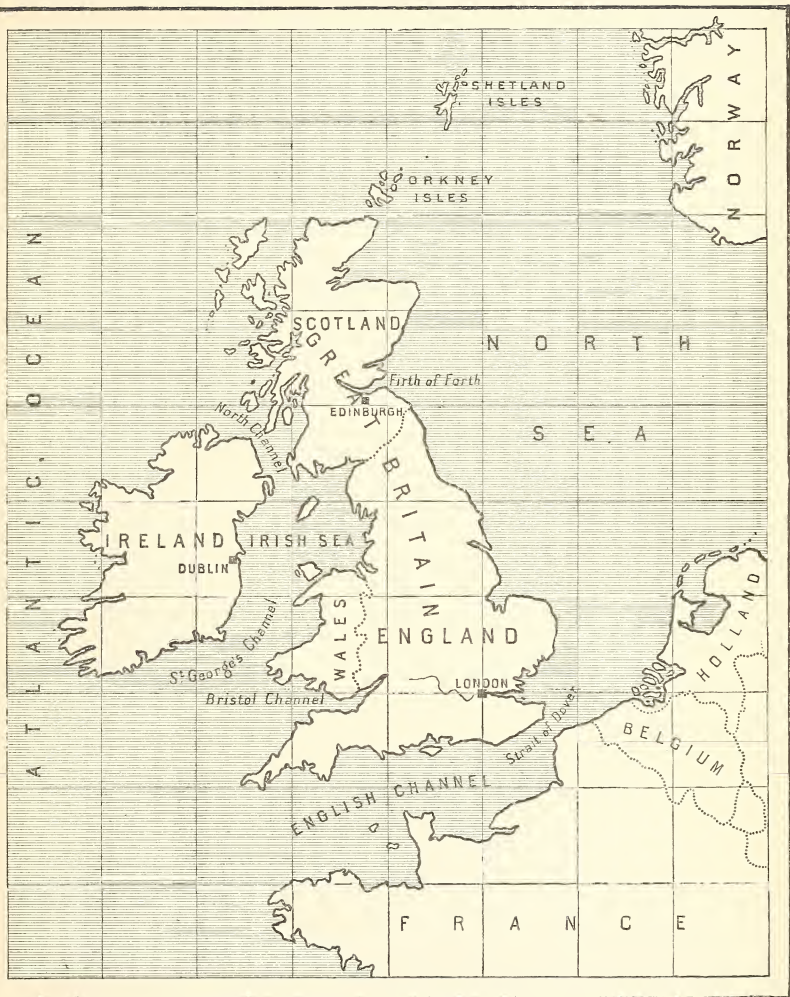 SHETLAND
ISLES
NORWAY
ORKNEY
ISLES
ATLANTIC, OCEAN
SCOTLAND
NORTH
SEA
Firth of Forth
EDINBURGH
GREAT BRITAIN
North Channel
IRELAND
IRISH SEA
DUBLIN
St George's Channel
WALES
ENGLAND
HOLLAND
Bristol Channel
LONDON
Strait of Dover
BELGIUM
ENGLISH CHANNEL
FRANCE